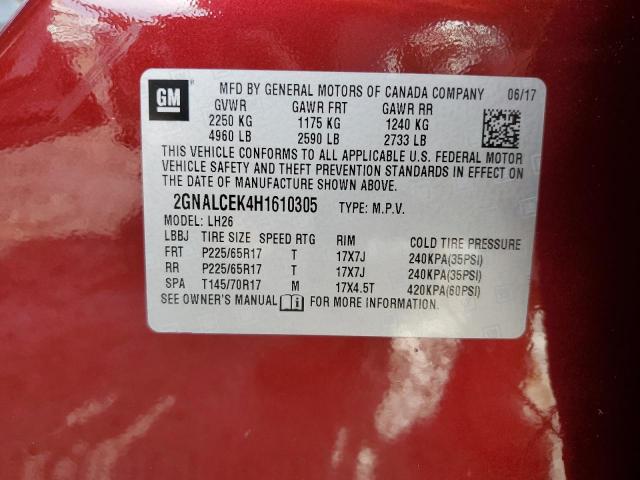 GM
MFD BY GENERAL MOTORS OF CANADA COMPANY 06/17
GVWR GAWR FRT GAWR RR
2250 KG 1175 KG 1240 KG
4960 LB 2590 LB 2733 LB
THIS VEHICLE CONFORMS TO ALL APPLICABLE U.S. FEDERAL MOTOR
VEHICLE SAFETY AND THEFT PREVENTION STANDARDS IN EFFECT ON
THE DATE OF MANUFACTURE SHOWN ABOVE.
2GNALCEK4H1610305 TYPE: M.P.V.
MODEL: LH26
LBBJ TIRE SIZE SPEED RTG RIM COLD TIRE PRESSURE
FRT P225/65R17 T 17X7J 240KPA(35PSI)
RR P225/65R17 T 17X7J 240KPA(35PSI)
SPA T145/70R17 M 17X4.5T 420KPA(60PSI)
SEE OWNER'S MANUAL i FOR MORE INFORMATION.